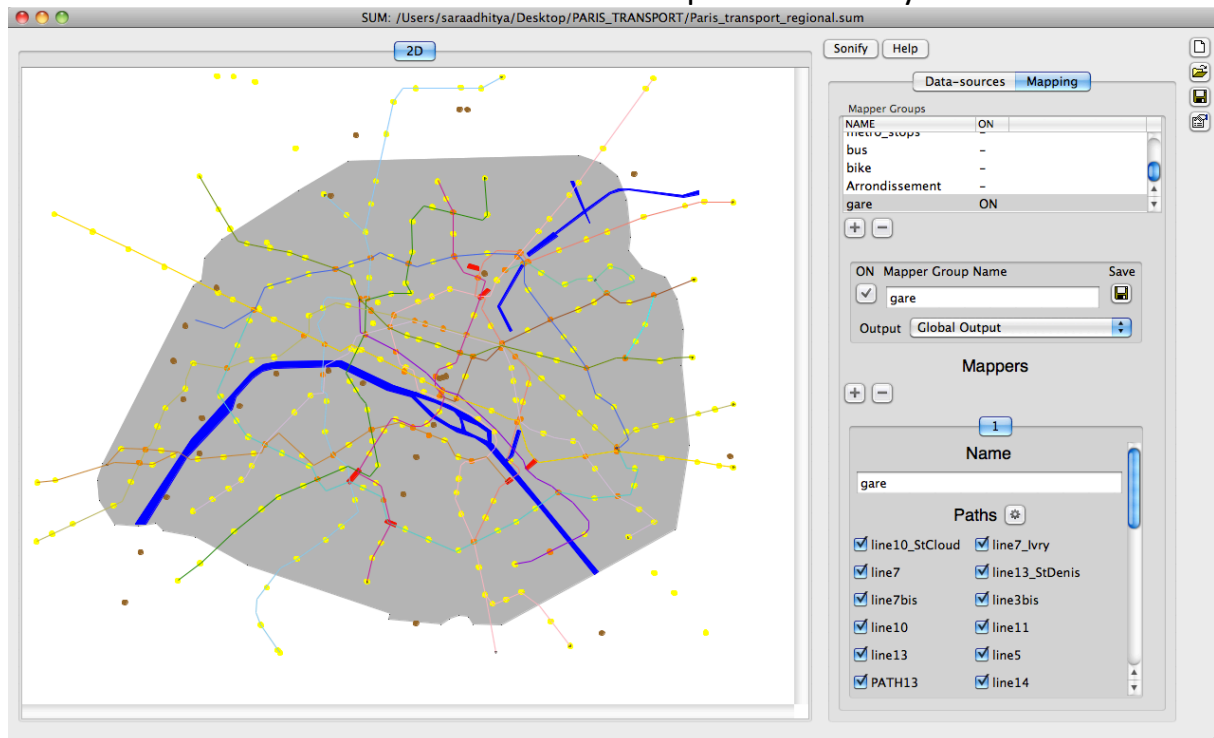 SUM: /Users/saraadhitya/Desktop/PARIS_TRANSPORT/Paris_transport_regional.sum
2D
Sonify Help
Data-sources Mapping
Mapper Groups
NAME ON
metro_stops –
bus –
bike –
Arrondissement –
gare ON
ON Mapper Group Name Save
gare
Output Global Output
Mappers
1
Name
gare
Paths
line10_StCloud line7_Ivry
line7 line13_StDenis
line7bis line3bis
line10 line11
line13 line5
PATH13 line14